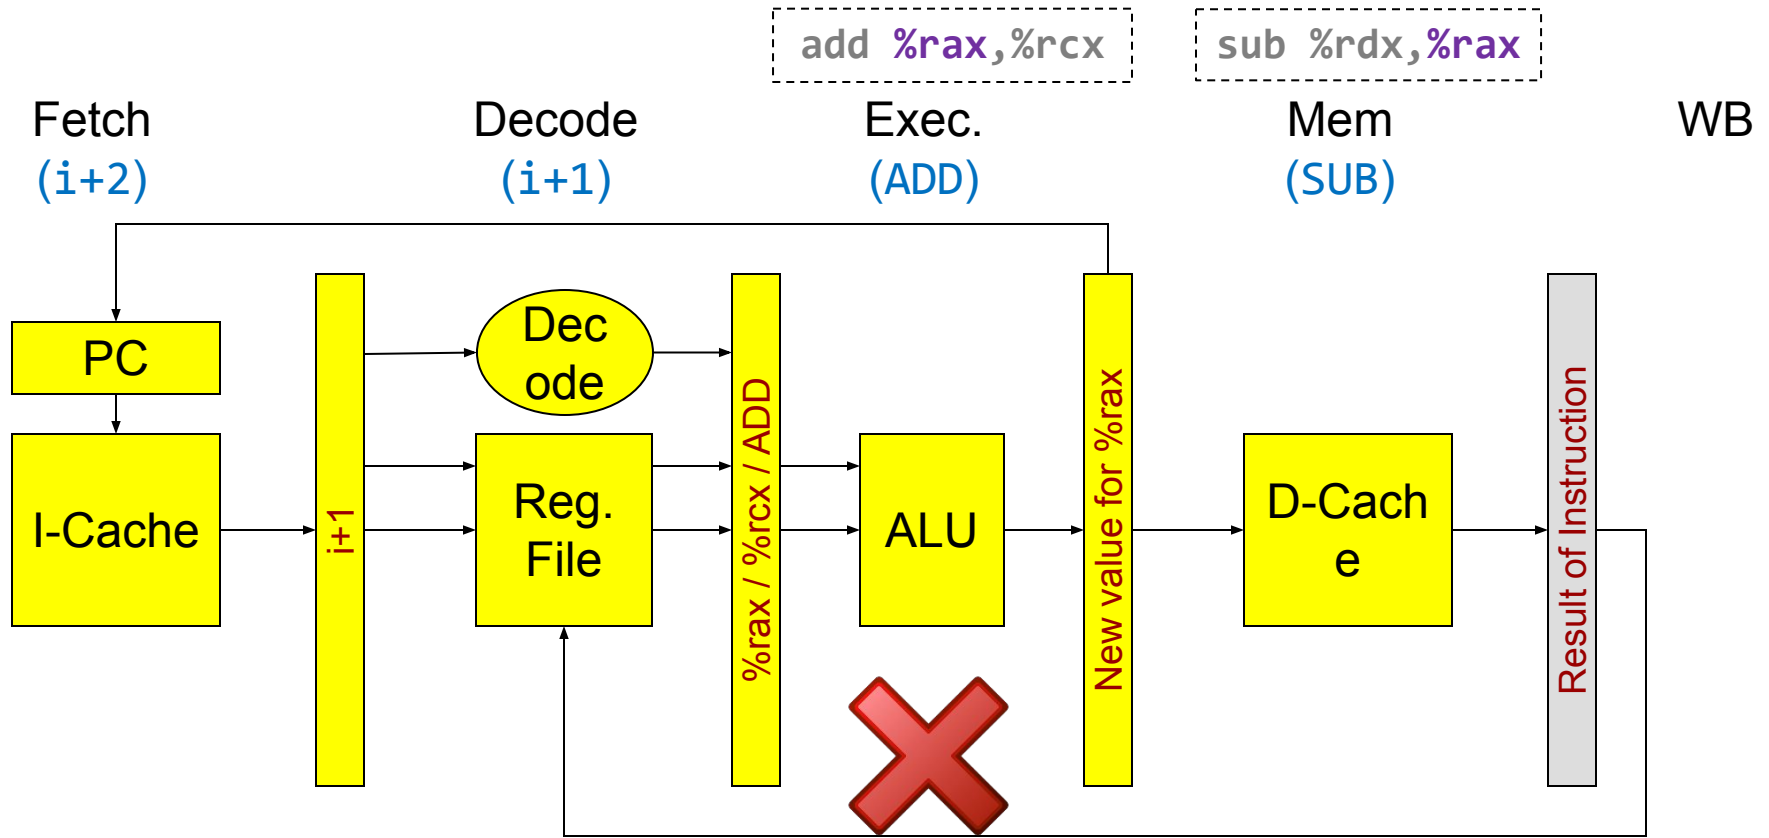 add %rax,%rcx
sub %rdx,%rax
Fetch
(i+2)
Decode
(i+1)
Exec.
(ADD)
Mem
(SUB)
WB
PC
I-Cache
i+1
Dec
ode
Reg.
File
%rax / %rcx / ADD
ALU
New value for %rax
D-Cach
e
Result of Instruction